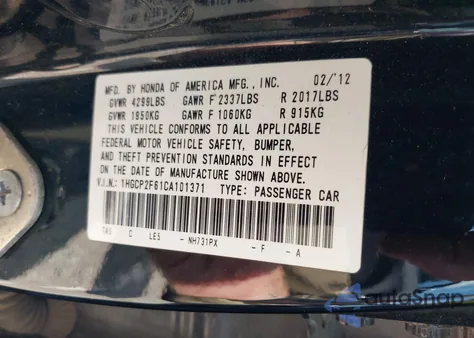 MFD. BY HONDA OF AMERICA MFG., INC. 02/'12
GVWR 4299LBS GAWR F 2337LBS R 2017LBS
GVWR 1950KG GAWR F 1060KG R 915KG
THIS VEHICLE CONFORMS TO ALL APPLICABLE
FEDERAL MOTOR VEHICLE SAFETY, BUMPER,
AND THEFT PREVENTION STANDARDS IN EFFECT
ON THE DATE OF MANUFACTURE SHOWN ABOVE.
V.I.N.: 1HGCP2F61CA101371 TYPE: PASSENGER CAR
TA0 C LES - NH731PX - F - A
autoSnap